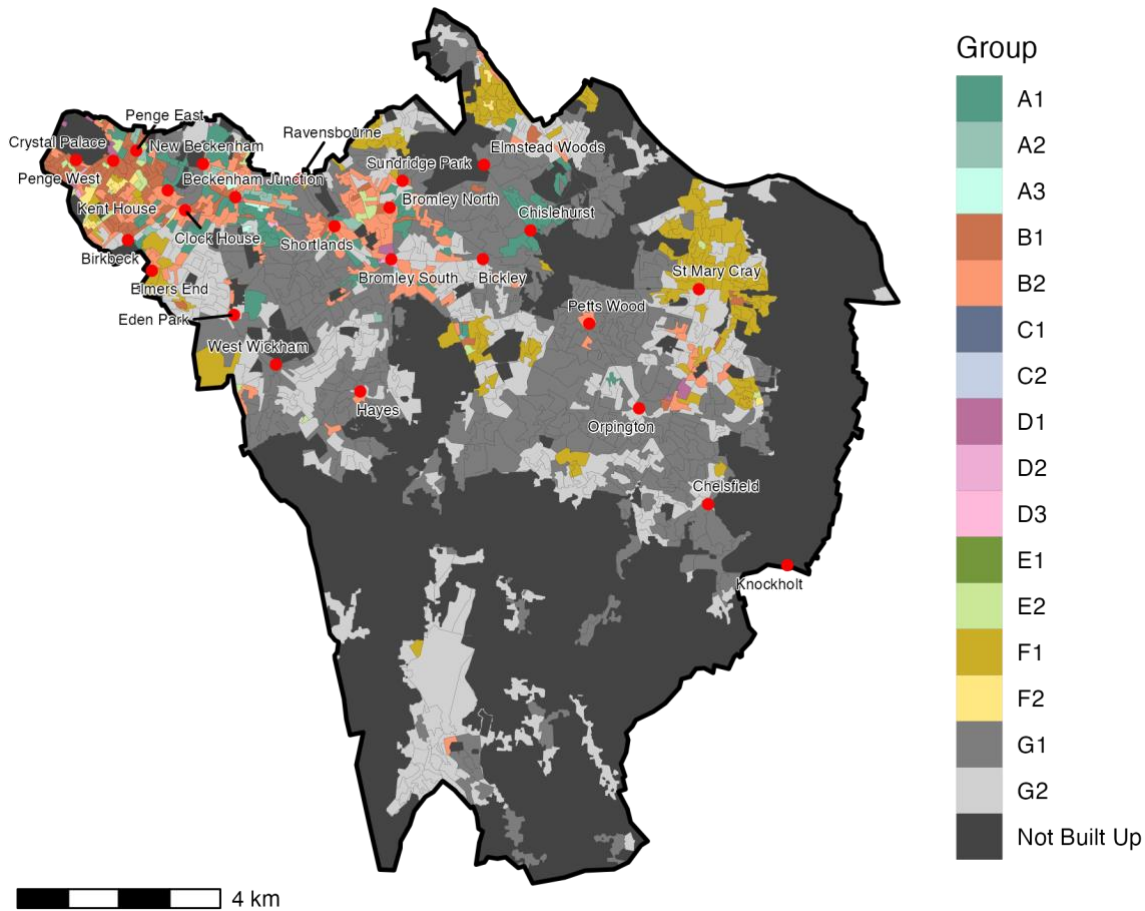 Group
A1
A2
A3
B1
B2
C1
C2
D1
D2
D3
E1
E2
F1
F2
G1
G2
Not Built Up
Penge East
Crystal Palace
New Beckenham
Ravensbourne
Elmstead Woods
Sundridge Park
Penge West
Beckenham Junction
Bromley North
Kent House
Chislehurst
Clock House
Shortlands
Birkbeck
Bromley South
Bickley
St Mary Cray
Elmers End
Petts Wood
Eden Park
West Wickham
Hayes
Orpington
Chelsfield
Knockholt
4 km